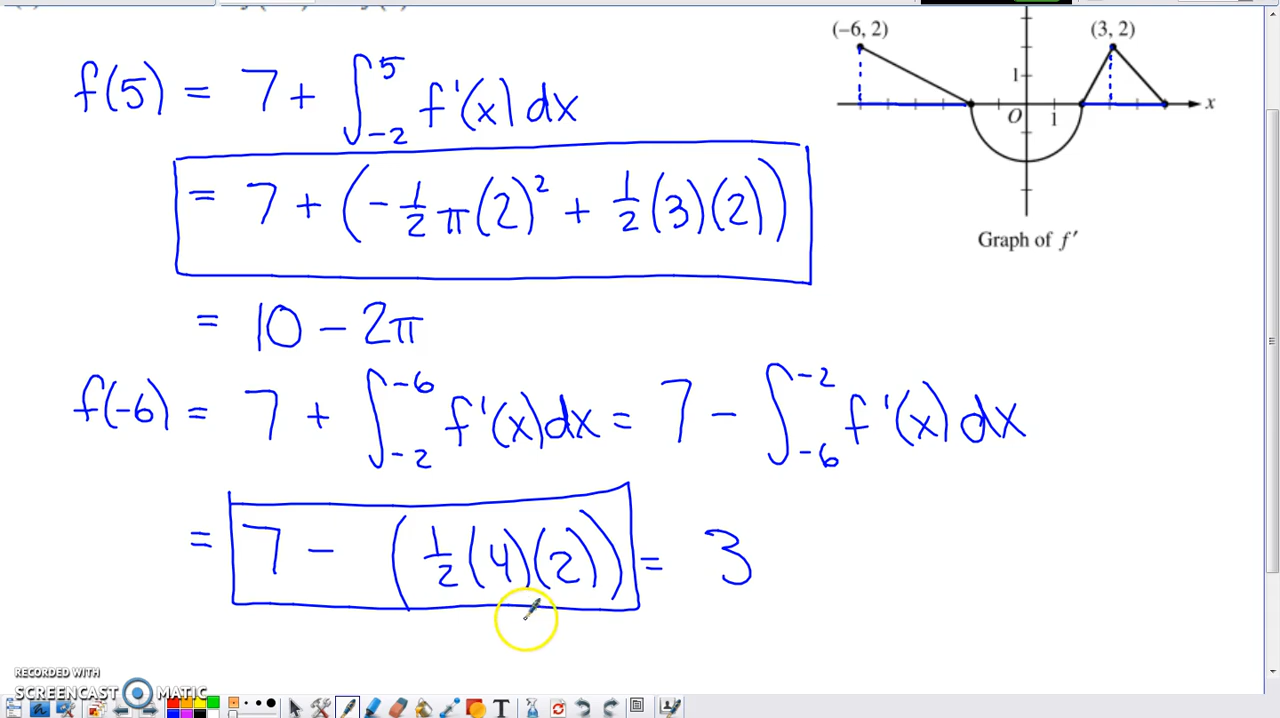 f(5) = 7 + ∫_{-2}^{5} f'(x) dx
(-6, 2)
(3, 2)
1
O
1
x
Graph of f'
= 7 + (-1/2 π(2)² + 1/2 (3)(2))
= 10 - 2π
f(-6) = 7 + ∫_{-2}^{-6} f'(x) dx = 7 - ∫_{-6}^{-2} f'(x) dx
= 7 - (1/2 (4)(2)) = 3
RECORDED WITH
SCREENCAST MATIC
T